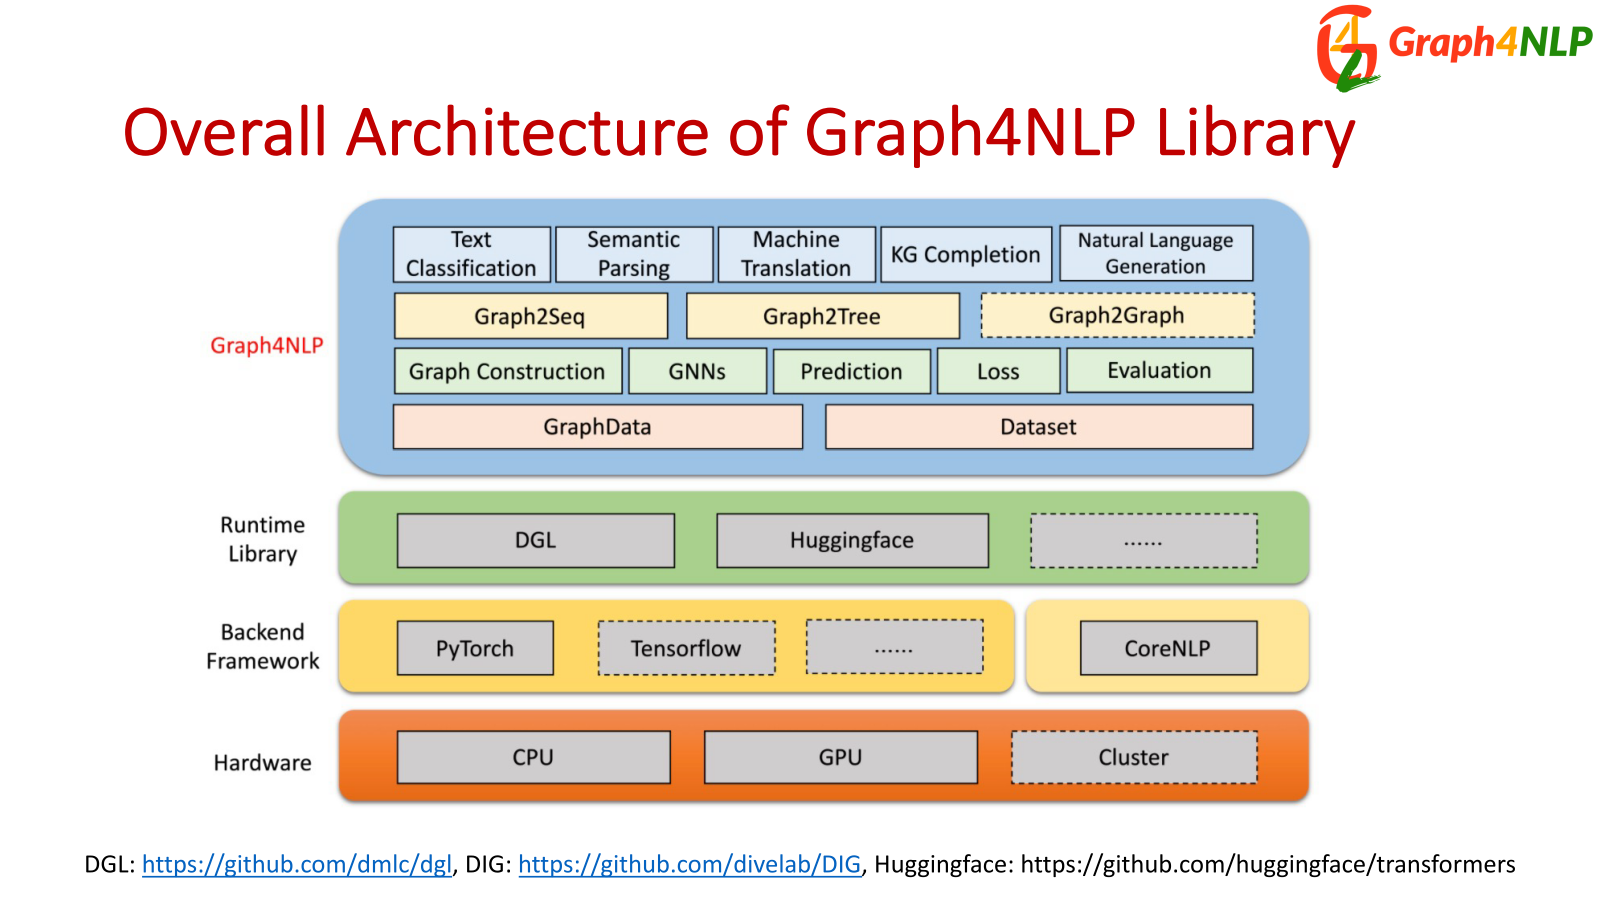 Graph4NLP
Overall Architecture of Graph4NLP Library
Text
Classification
Semantic
Parsing
Machine
Translation
KG Completion
Natural Language
Generation
Graph2Seq
Graph2Tree
Graph2Graph
Graph4NLP
Graph Construction
GNNs
Prediction
Loss
Evaluation
GraphData
Dataset
Runtime
Library
DGL
Huggingface
......
Backend
Framework
PyTorch
Tensorflow
......
CoreNLP
Hardware
CPU
GPU
Cluster
DGL: https://github.com/dmlc/dgl, DIG: https://github.com/divelab/DIG, Huggingface: https://github.com/huggingface/transformers